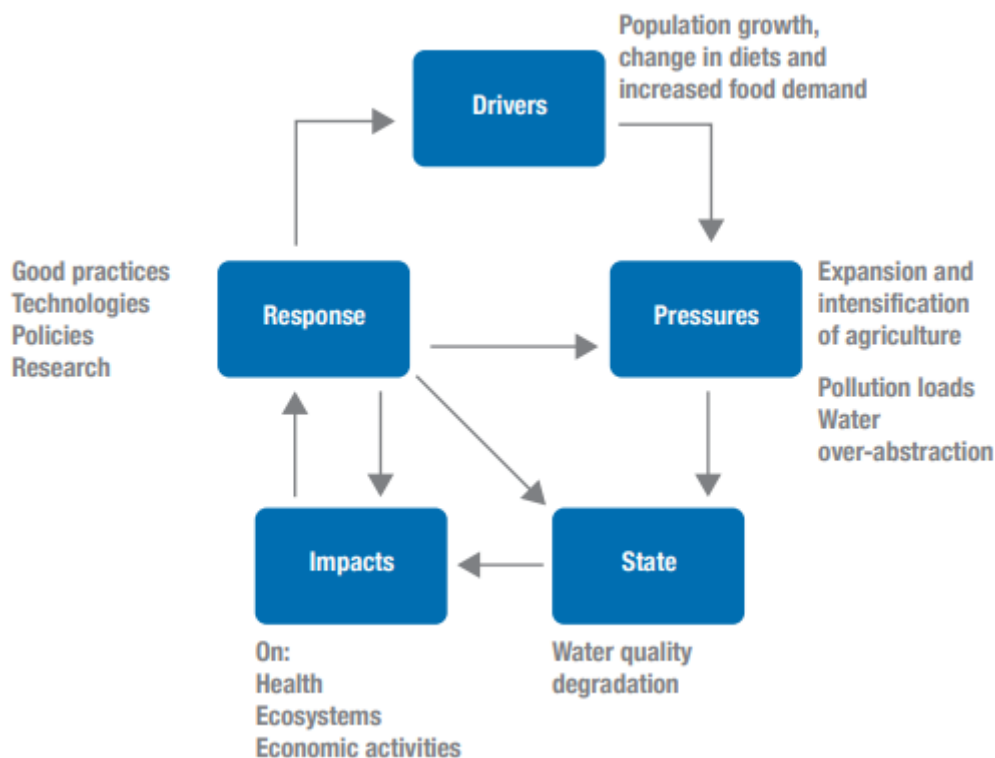 Population growth,
change in diets and
increased food demand
Drivers
Good practices
Technologies
Policies
Research
Response
Pressures
Expansion and
intensification
of agriculture
Pollution loads
Water
over-abstraction
Impacts
State
On:
Health
Ecosystems
Economic activities
Water quality
degradation